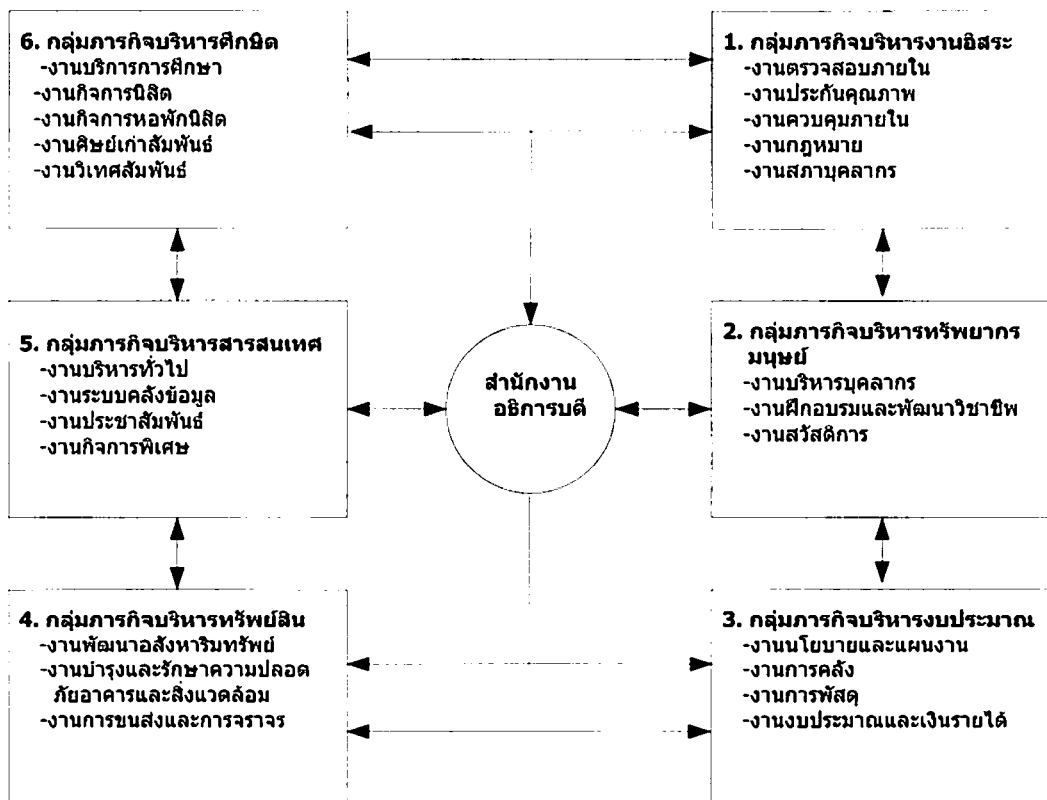 6. กลุ่มภารกิจบริหารศึกษิต
-งานบริการการศึกษา
-งานกิจการนิสิต
-งานกิจการหอพักนิสิต
-งานศิษย์เก่าสัมพันธ์
-งานวิเทศสัมพันธ์
1. กลุ่มภารกิจบริหารงานอิสระ
-งานตรวจสอบภายใน
-งานประกันคุณภาพ
-งานควบคุมภายใน
-งานกฎหมาย
-งานสภาบุคลากร
5. กลุ่มภารกิจบริหารสารสนเทศ
-งานบริหารทั่วไป
-งานระบบคลังข้อมูล
-งานประชาสัมพันธ์
-งานกิจการพิเศษ
สำนักงาน
อธิการบดี
2. กลุ่มภารกิจบริหารทรัพยากร
มนุษย์
-งานบริหารบุคลากร
-งานฝึกอบรมและพัฒนาวิชาชีพ
-งานสวัสดิการ
4. กลุ่มภารกิจบริหารทรัพย์สิน
-งานพัฒนาอสังหาริมทรัพย์
-งานบำรุงและรักษาความปลอด
ภัยอาคารและสิ่งแวดล้อม
-งานการขนส่งและการจราจร
3. กลุ่มภารกิจบริหารงบประมาณ
-งานนโยบายและแผนงาน
-งานการคลัง
-งานการพัสดุ
-งานงบประมาณและเงินรายได้